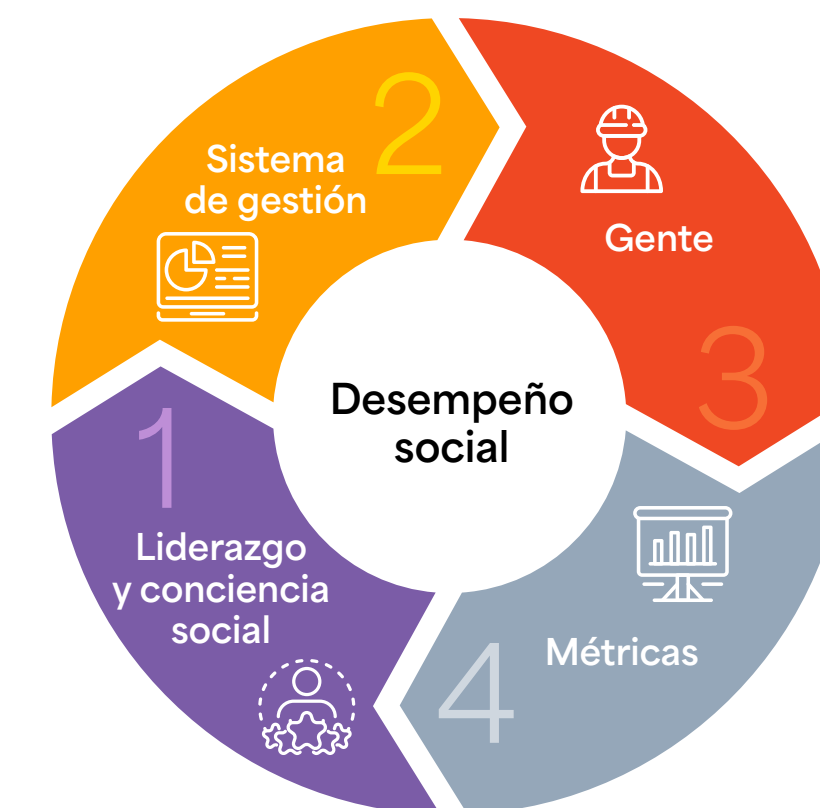 Desempeño
social
1
Liderazgo
y conciencia
social
2
Sistema
de gestión
3
Gente
4
Métricas